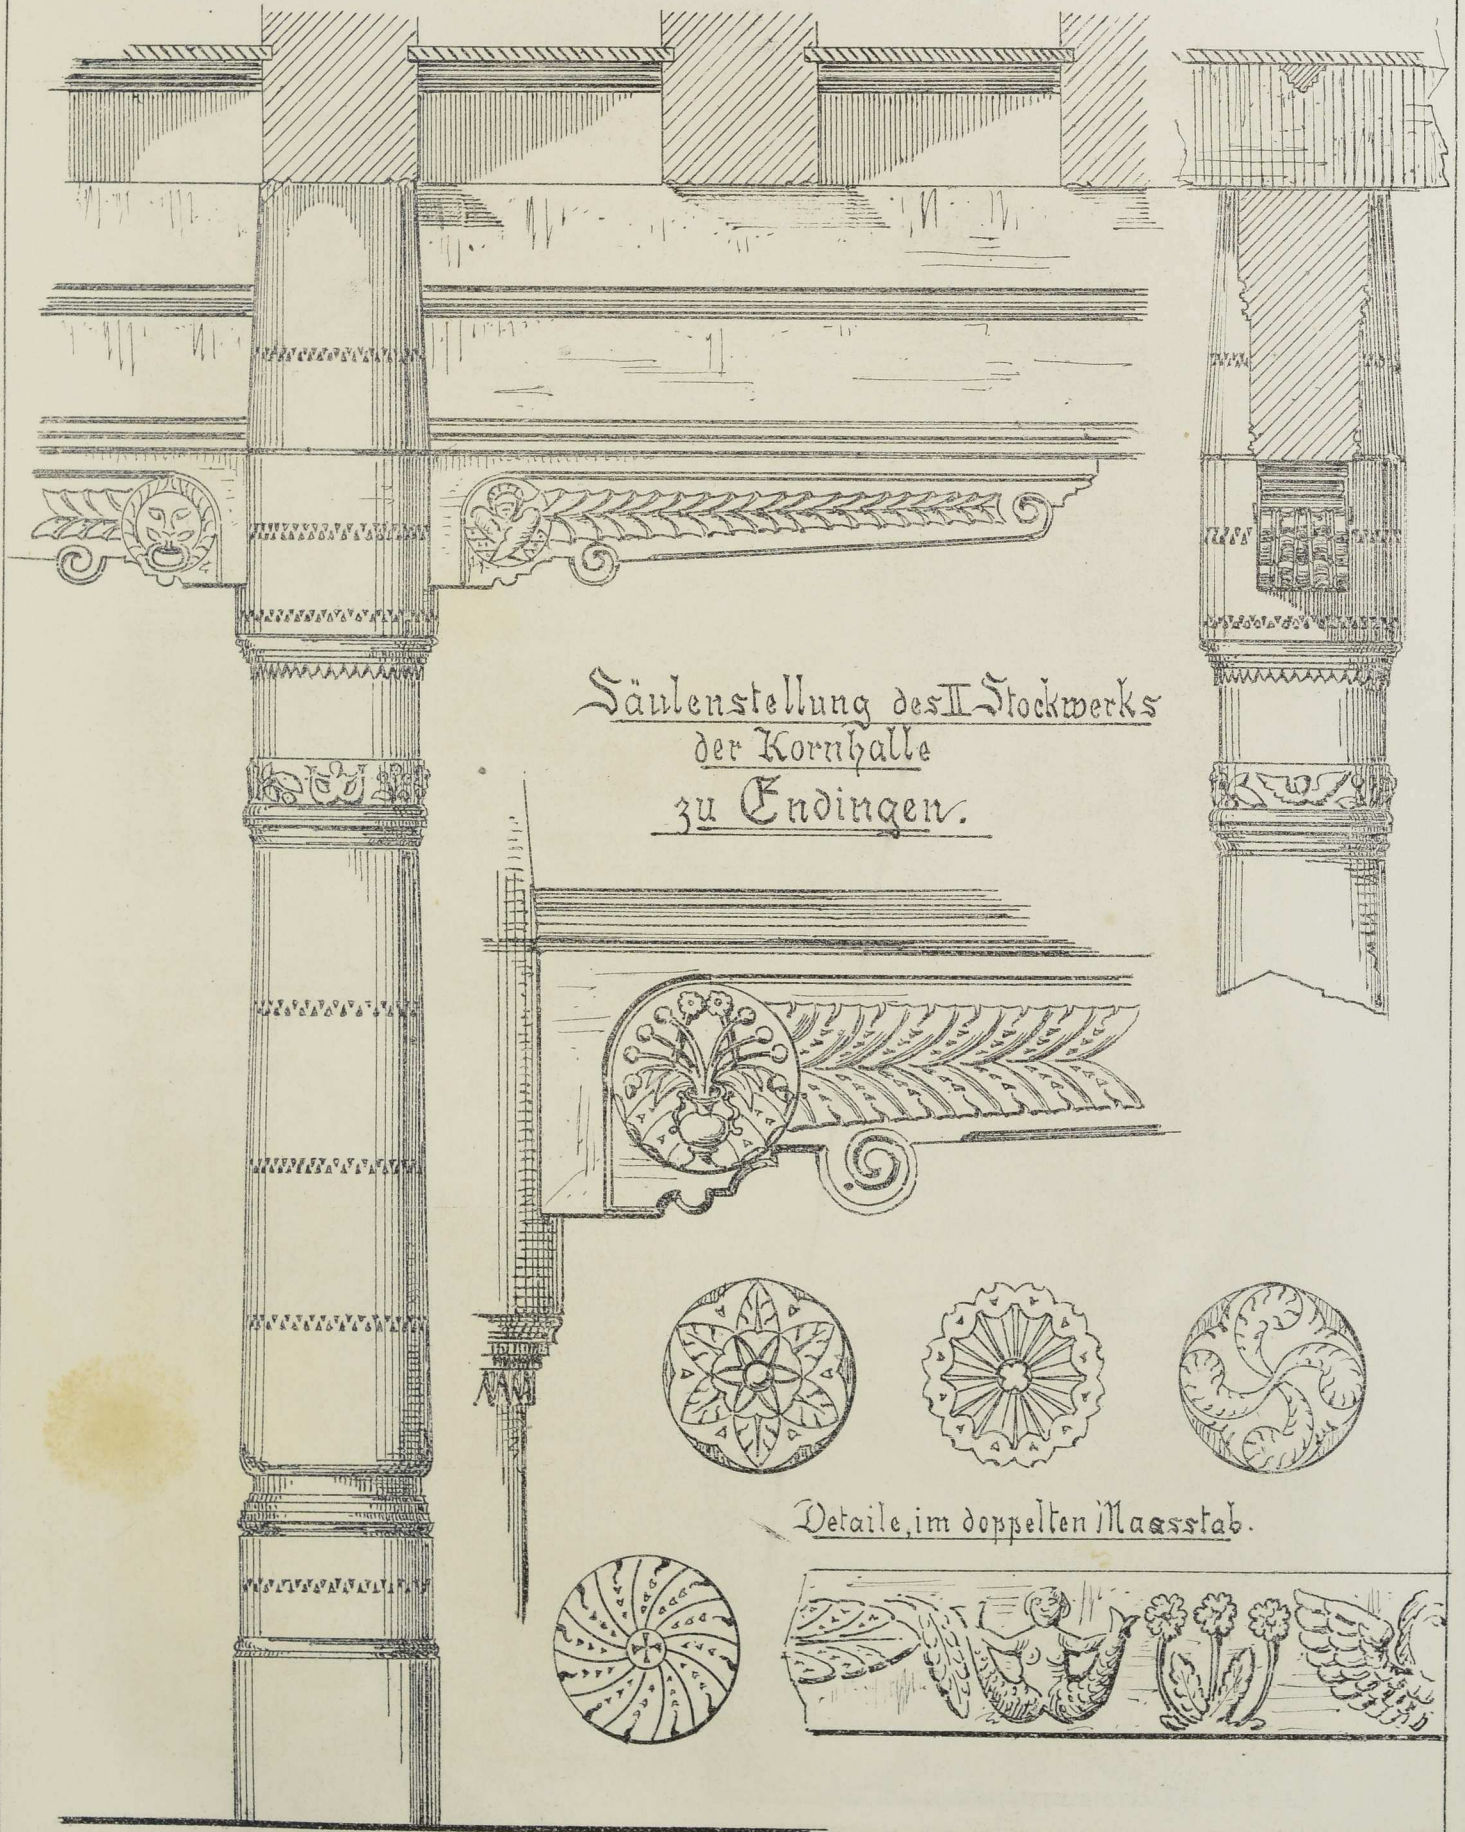 Säulenstellung des II Stockwerks
der Kornhalle
zu Endingen.
Detaile, im doppelten Maasstab.